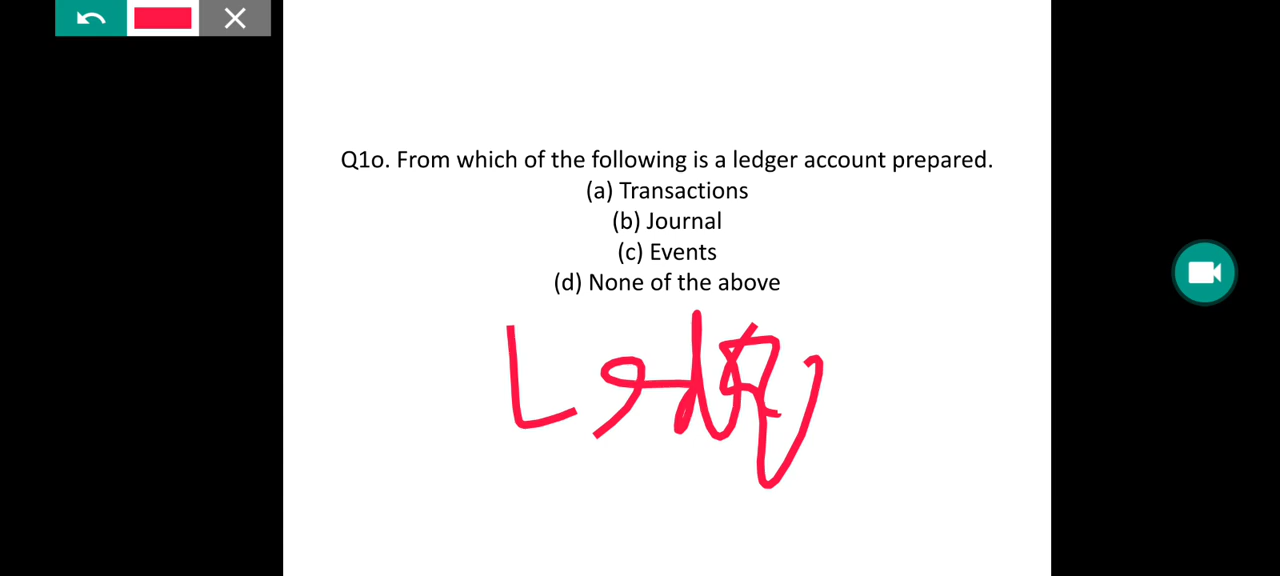 Q1o. From which of the following is a ledger account prepared.
(a) Transactions
(b) Journal
(c) Events
(d) None of the above